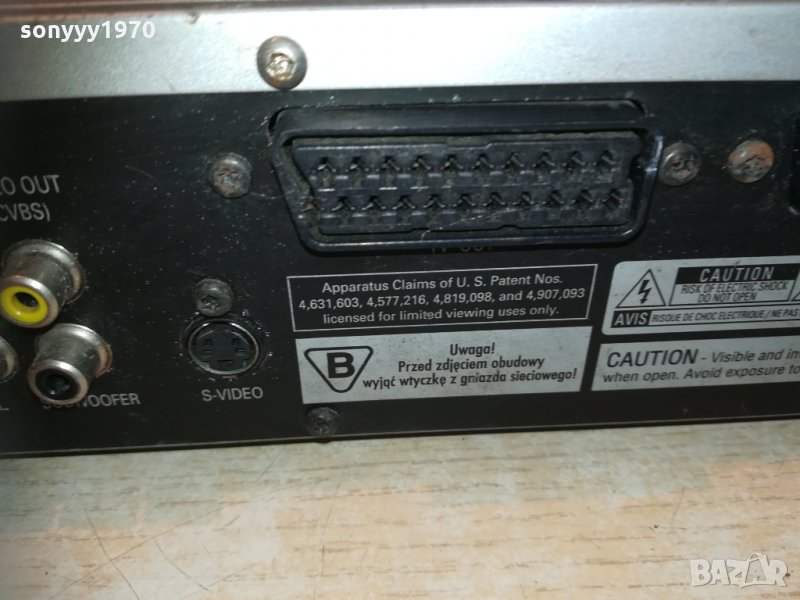 sonyyy1970
OUT
CVBS)
TV OUT
Apparatus Claims of U. S. Patent Nos.
4,631,603, 4,577,216, 4,819,098, and 4,907,093
licensed for limited viewing uses only.
CAUTION
RISK OF ELECTRIC SHOCK
DO NOT OPEN
AVIS RISQUE DE CHOC ELECTRIQUE / NE PAS
B
Uwaga!
Przed zdjęciem obudowy
wyjąć wtyczkę z gniazda sieciowego!
CAUTION - Visible and in
when open. Avoid exposure to
SUBWOOFER
S-VIDEO
BAZAR